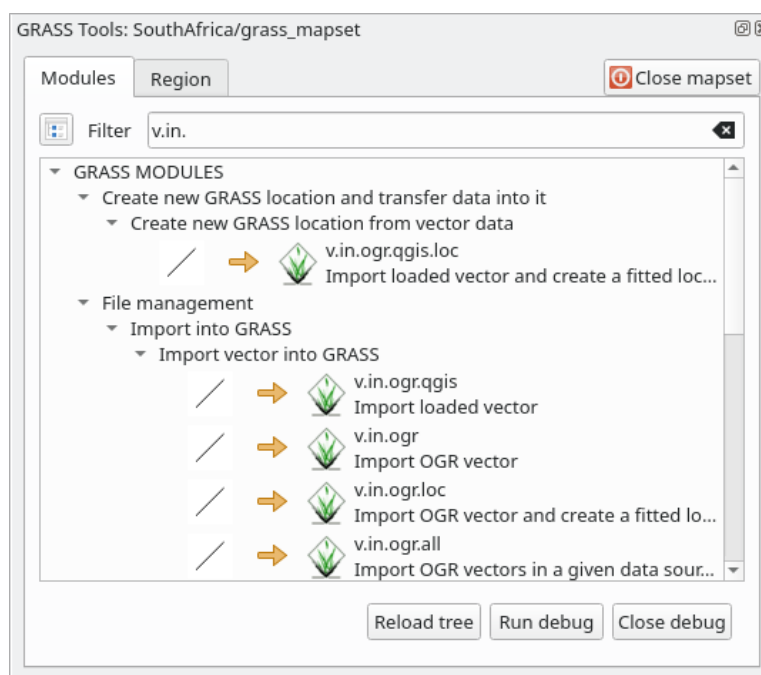 GRASS Tools: SouthAfrica/grass_mapset
Modules
Region
Close mapset
Filter
v.in.
GRASS MODULES
Create new GRASS location and transfer data into it
Create new GRASS location from vector data
v.in.ogr.qgis.loc
Import loaded vector and create a fitted loc...
File management
Import into GRASS
Import vector into GRASS
v.in.ogr.qgis
Import loaded vector
v.in.ogr
Import OGR vector
v.in.ogr.loc
Import OGR vector and create a fitted lo...
v.in.ogr.all
Import OGR vectors in a given data sour...
Reload tree
Run debug
Close debug